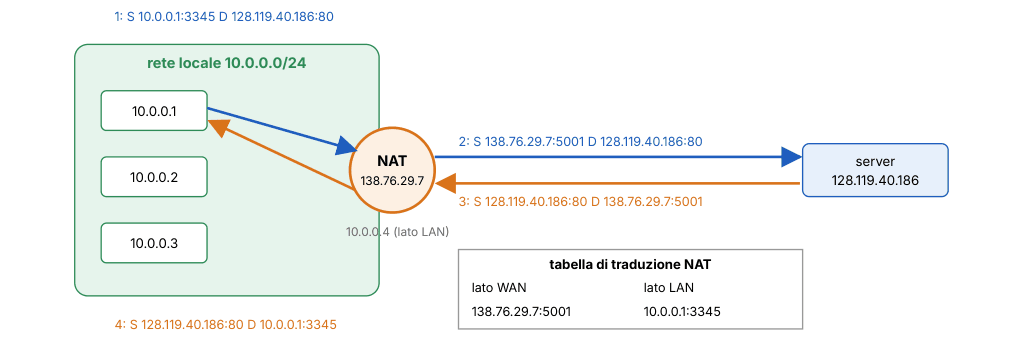 1: S 10.0.0.1:3345 D 128.119.40.186:80
rete locale 10.0.0.0/24
10.0.0.1
10.0.0.2
10.0.0.3
NAT
138.76.29.7
10.0.0.4 (lato LAN)
2: S 138.76.29.7:5001 D 128.119.40.186:80
3: S 128.119.40.186:80 D 138.76.29.7:5001
server
128.119.40.186
tabella di traduzione NAT
lato WAN lato LAN
138.76.29.7:5001 10.0.0.1:3345
4: S 128.119.40.186:80 D 10.0.0.1:3345